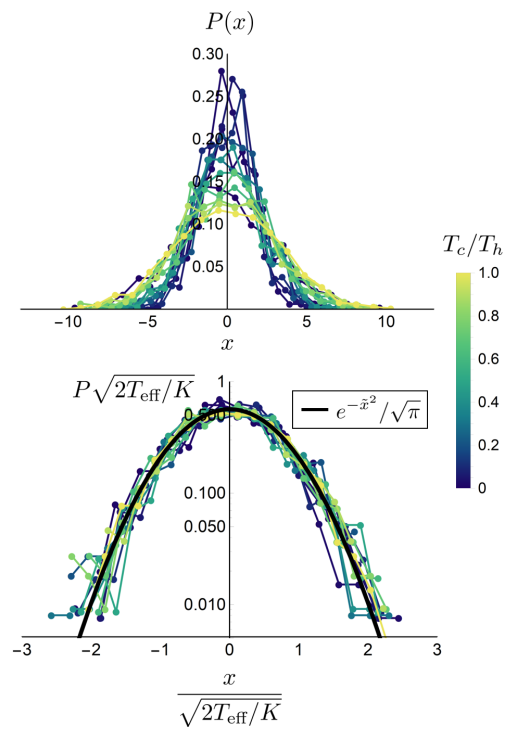 P(x)
0.30
0.25
0.20
0.15
0.10
0.05
−10 −5 0 5 10
x
T_c/T_h
1.0
0.8
0.6
0.4
0.2
0
P√(2T_eff/K)
1
e^{−x̃²}/√π
0.500
0.100
0.050
0.010
−3 −2 −1 0 1 2 3
x
√(2T_eff/K)